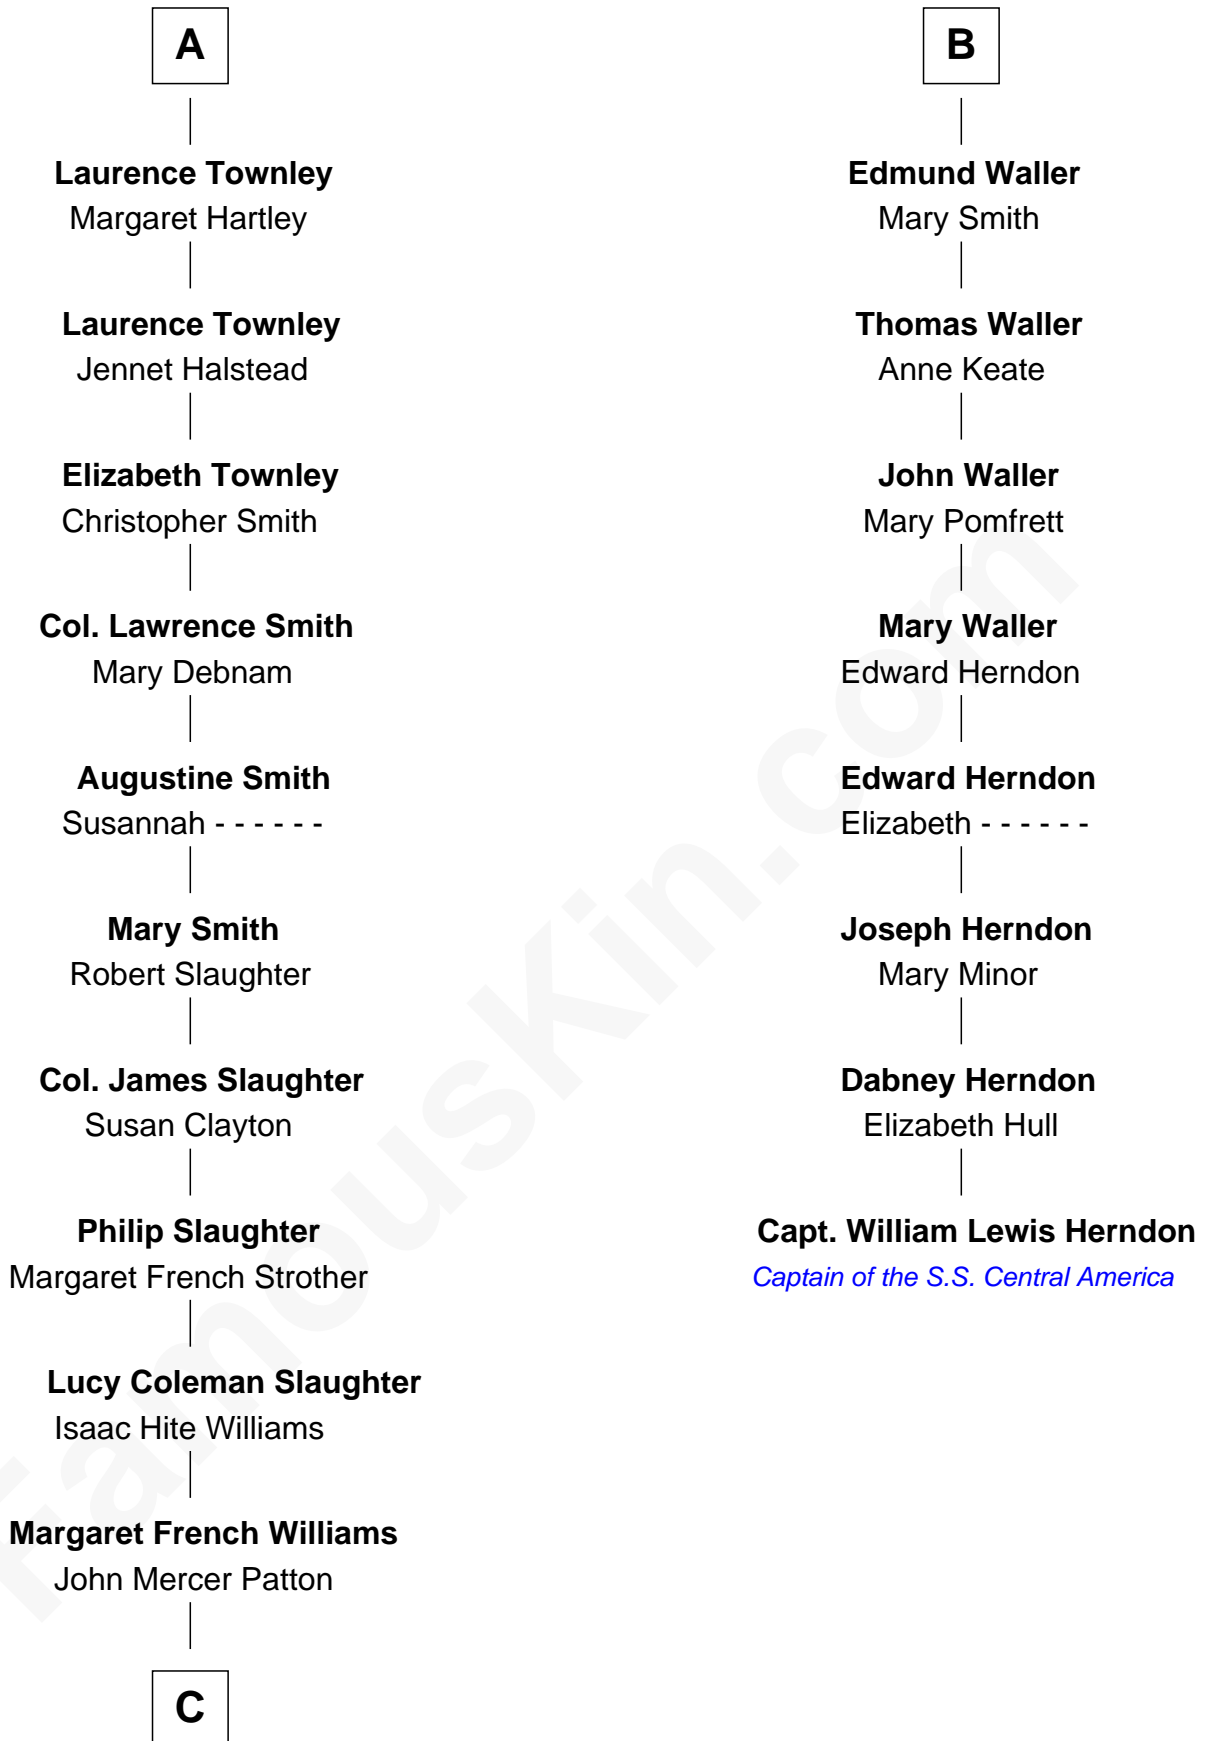 A
Laurence Townley
Margaret Hartley
Laurence Townley
Jennet Halstead
Elizabeth Townley
Christopher Smith
Col. Lawrence Smith
Mary Debnam
Augustine Smith
Susannah - - - - - -
Mary Smith
Robert Slaughter
Col. James Slaughter
Susan Clayton
Philip Slaughter
Margaret French Strother
Lucy Coleman Slaughter
Isaac Hite Williams
Margaret French Williams
John Mercer Patton
C
B
Edmund Waller
Mary Smith
Thomas Waller
Anne Keate
John Waller
Mary Pomfrett
Mary Waller
Edward Herndon
Edward Herndon
Elizabeth - - - - - -
Joseph Herndon
Mary Minor
Dabney Herndon
Elizabeth Hull
Capt. William Lewis Herndon
Captain of the S.S. Central America
FamousKin.com